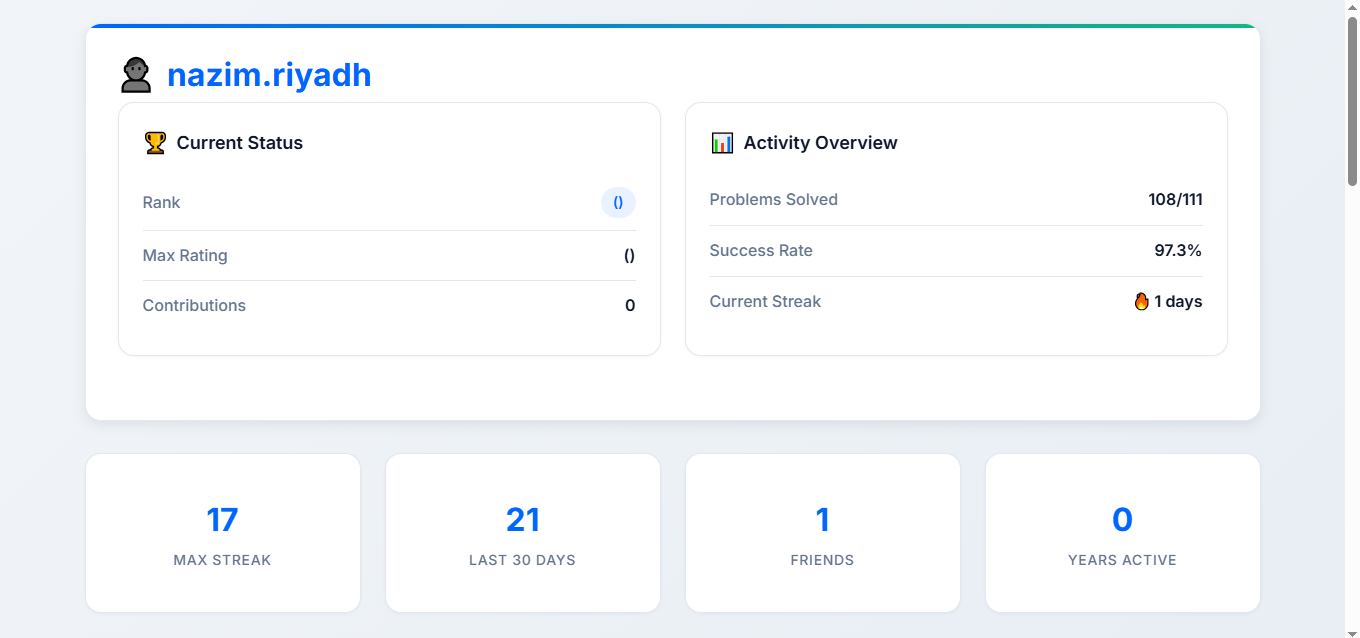 nazim.riyadh
Current Status
Rank ()
Max Rating ()
Contributions 0
Activity Overview
Problems Solved 108/111
Success Rate 97.3%
Current Streak 🔥 1 days
17
MAX STREAK
21
LAST 30 DAYS
1
FRIENDS
0
YEARS ACTIVE